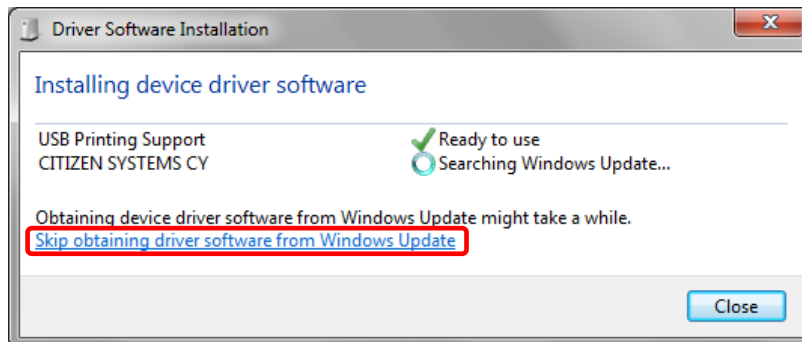 Driver Software Installation
Installing device driver software
USB Printing Support Ready to use
CITIZEN SYSTEMS CY Searching Windows Update...
Obtaining device driver software from Windows Update might take a while.
Skip obtaining driver software from Windows Update
Close